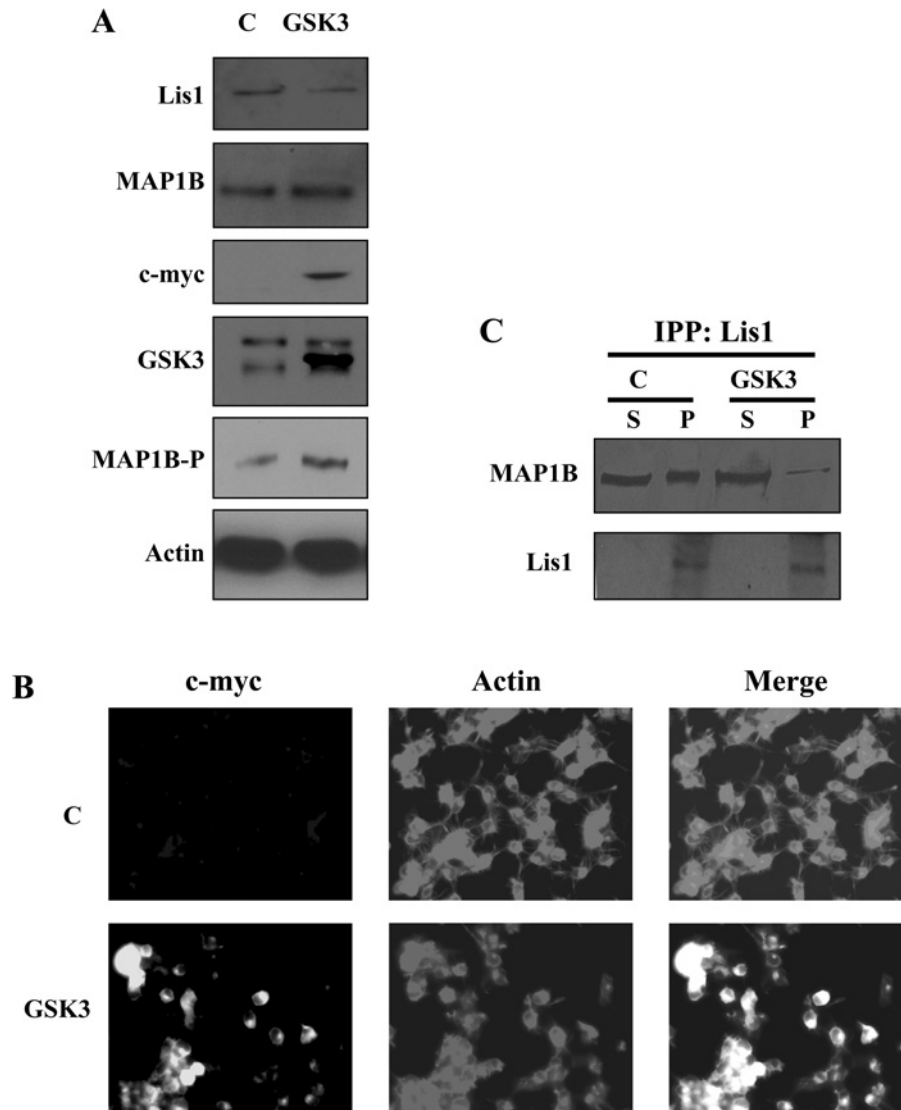 A
C GSK3
Lis1
MAP1B
c-myc
GSK3
MAP1B-P
Actin
C
IPP: Lis1
C GSK3
S P S P
MAP1B
Lis1
B
c-myc Actin Merge
C
GSK3